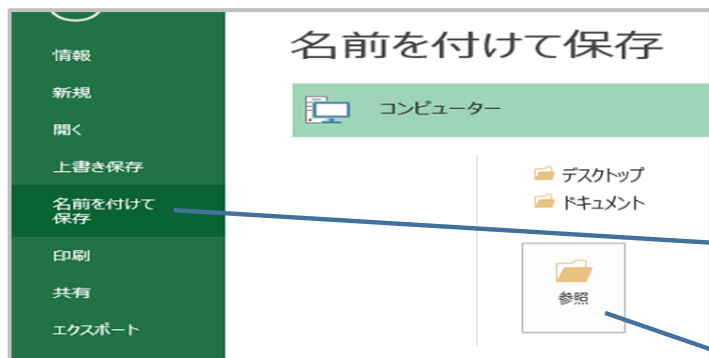 情報
新規
開く
上書き保存
名前を付けて
保存
印刷
共有
エクスポート
名前を付けて保存
コンピューター
デスクトップ
ドキュメント
参照